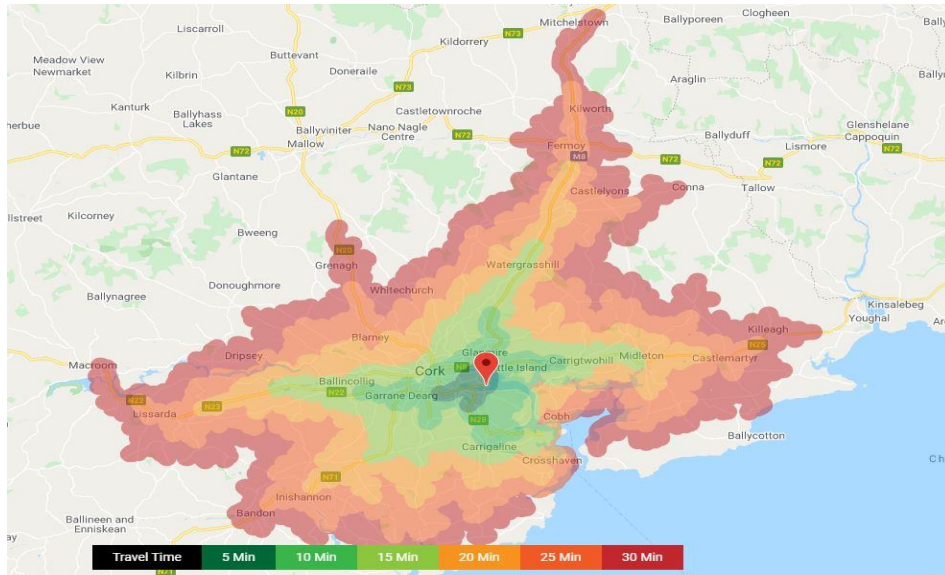 Clogheen
Mitchelstown
Ballyporeen
Liscarroll
N73
Kildorrery
Buttevant
Meadow View
Newmarket
Doneraile
Kilbrin
N73
Araglin
Kanturk
Ballyhass
Lakes
N20
Castletownroche
Kilworth
Ballyviniter
Nano Nagle
Centre
N72
Ballyduff
Glenshelane
Cappoquin
N72
Mallow
Fermoy
Lismore
N72
M8
N72
N72
Glantane
Castlelyons
Conna
Tallow
Kilcorney
Bweeng
N20
Grenagh
Watergrasshill
Donoughmore
Whitechurch
Ballynagree
Kinsalebeg
Youghal
Killeagh
Blarney
N25
Dripsey
Glanmire
Midleton
Castlemartyr
Macroom
Carrigtwohill
Cork
Ballincollig
N22
Garrane Dearg
N22
N22
Lissarda
N28
Cobh
Ballycotton
Carrigaline
Crosshaven
N71
Inishannon
Bandon
Ballineen and
Enniskean
Travel Time 5 Min 10 Min 15 Min 20 Min 25 Min 30 Min
N71